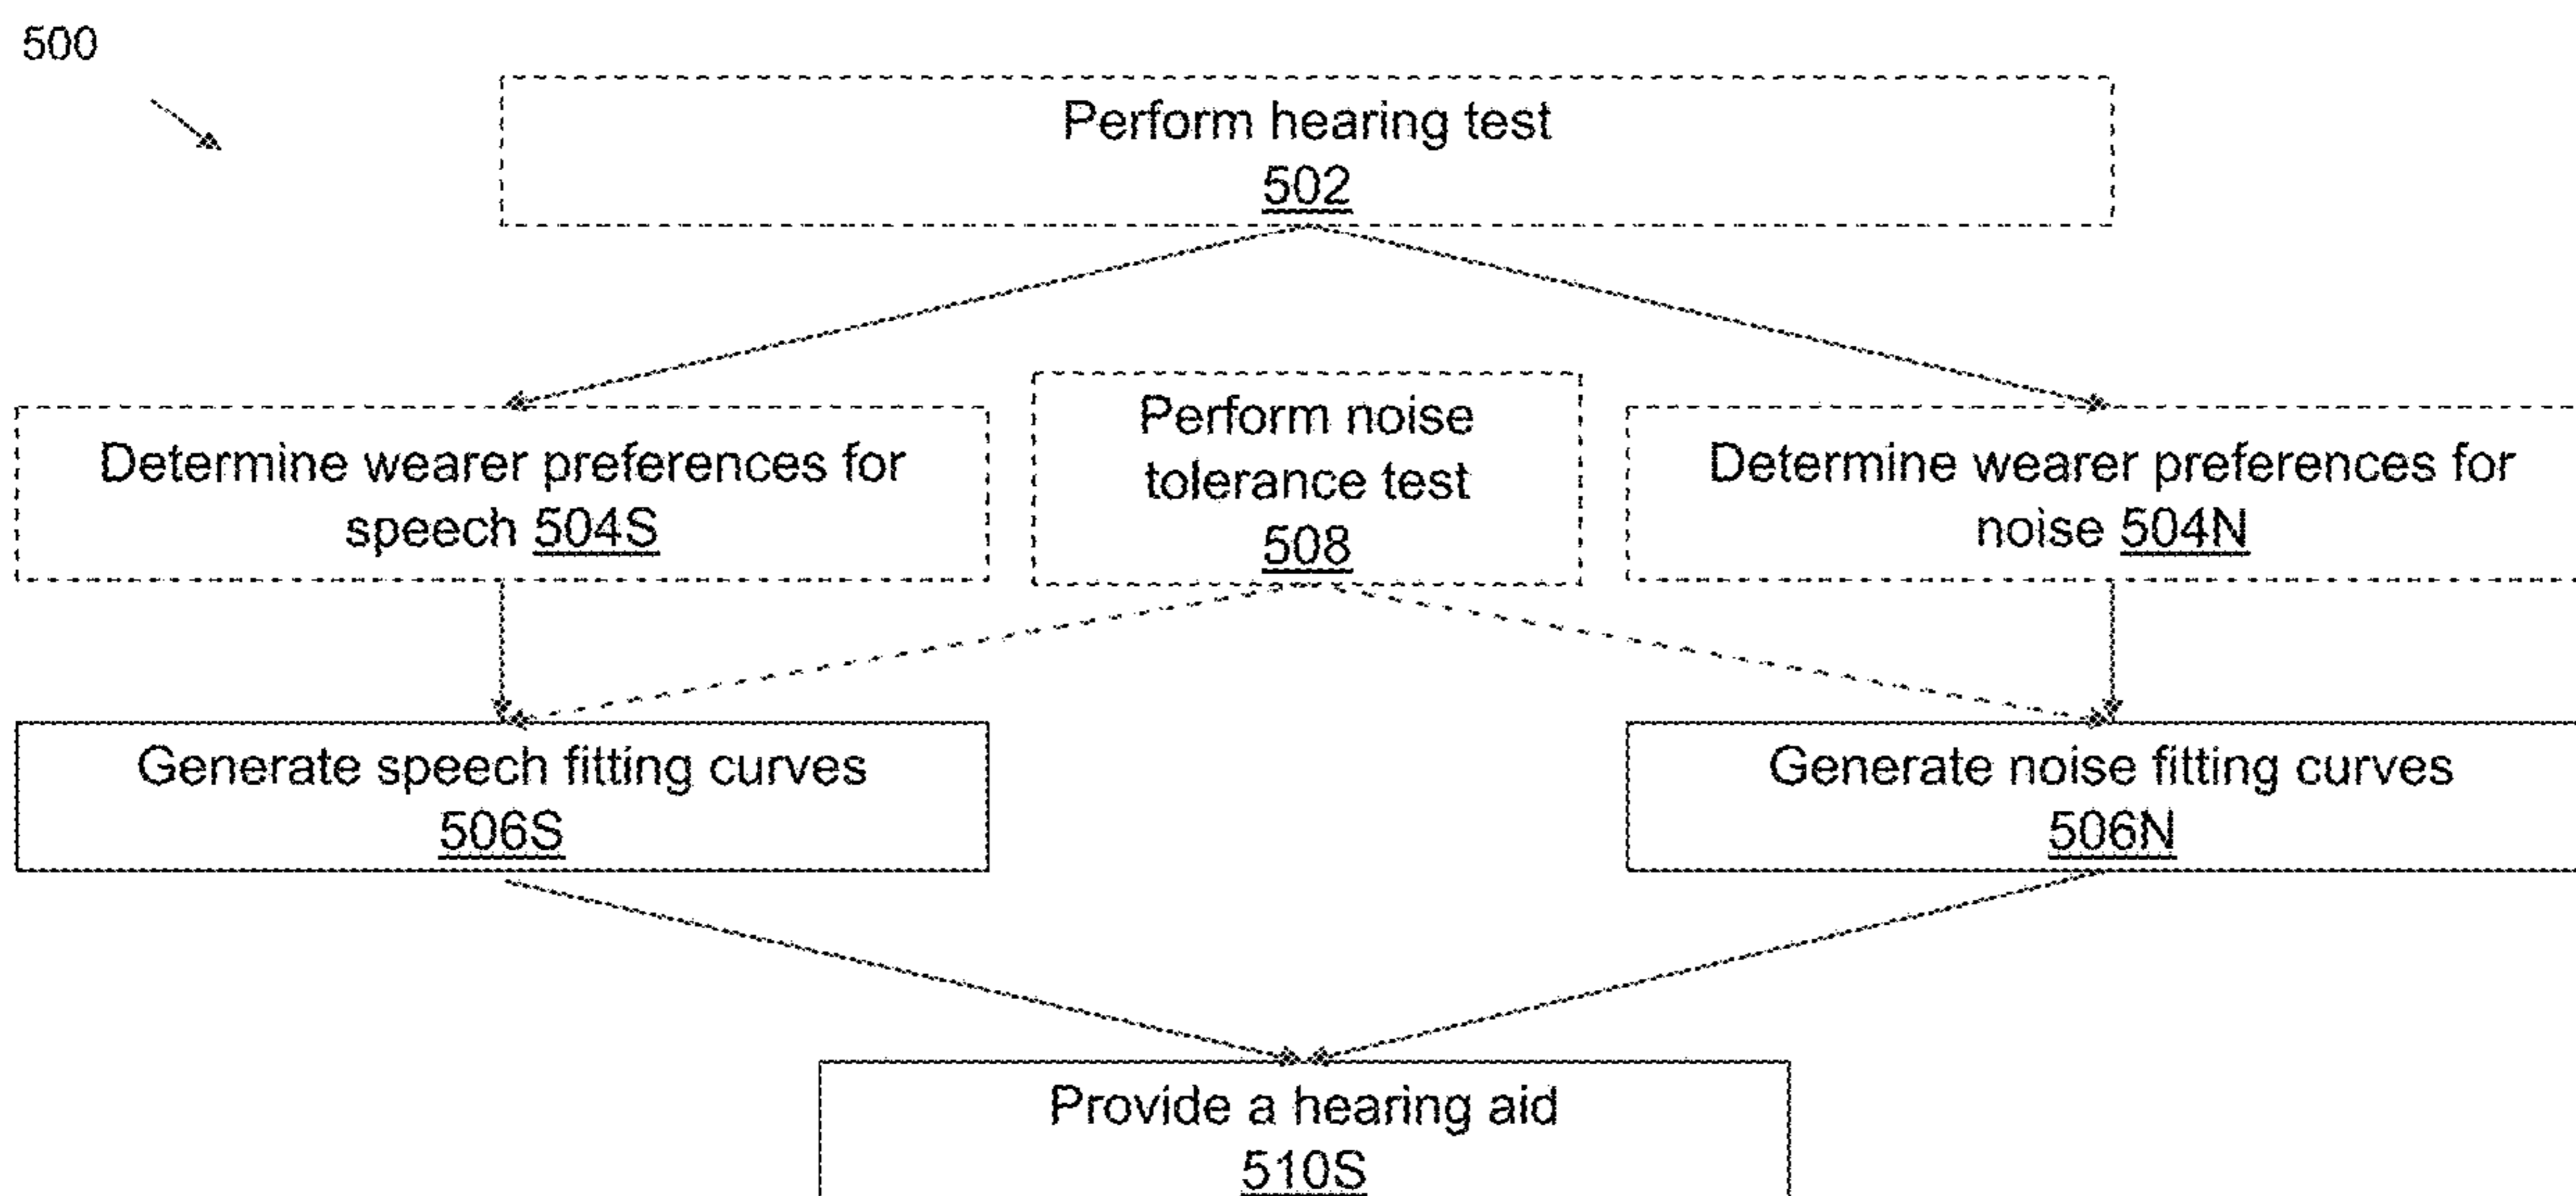 500
Perform hearing test
502
Determine wearer preferences for
speech 504S
Perform noise
tolerance test
508
Determine wearer preferences for
noise 504N
Generate speech fitting curves
506S
Generate noise fitting curves
506N
Provide a hearing aid
510S